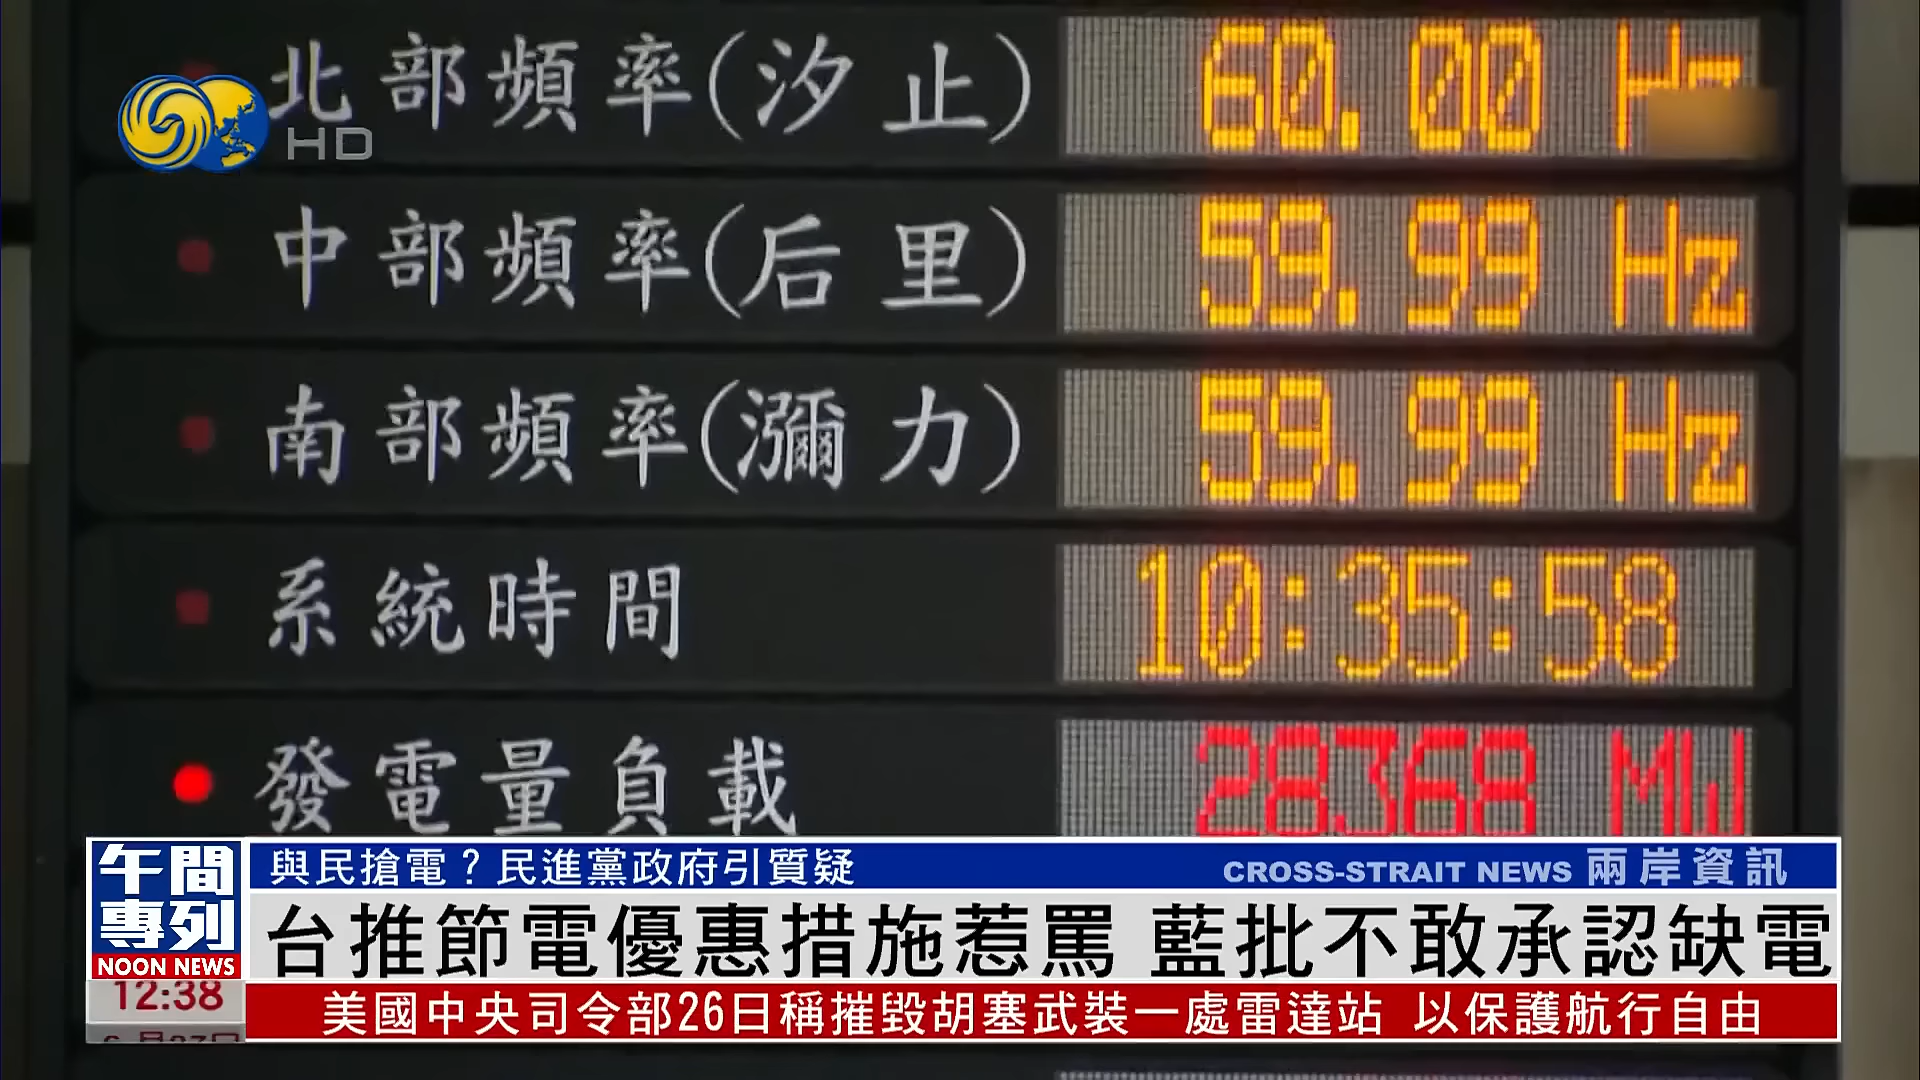 北部頻率(汐止) 60.00 Hz
HD
中部頻率(后里) 59.99 Hz
南部頻率(瀰力) 59.99 Hz
系統時間 10:35:58
發電量負載 28368 MW
午間專列
NOON NEWS
與民搶電？民進黨政府引質疑
CROSS-STRAIT NEWS 兩岸資訊
台推節電優惠措施惹罵 藍批不敢承認缺電
12:38
6月27日
美國中央司令部26日稱摧毀胡塞武裝一處雷達站 以保護航行自由